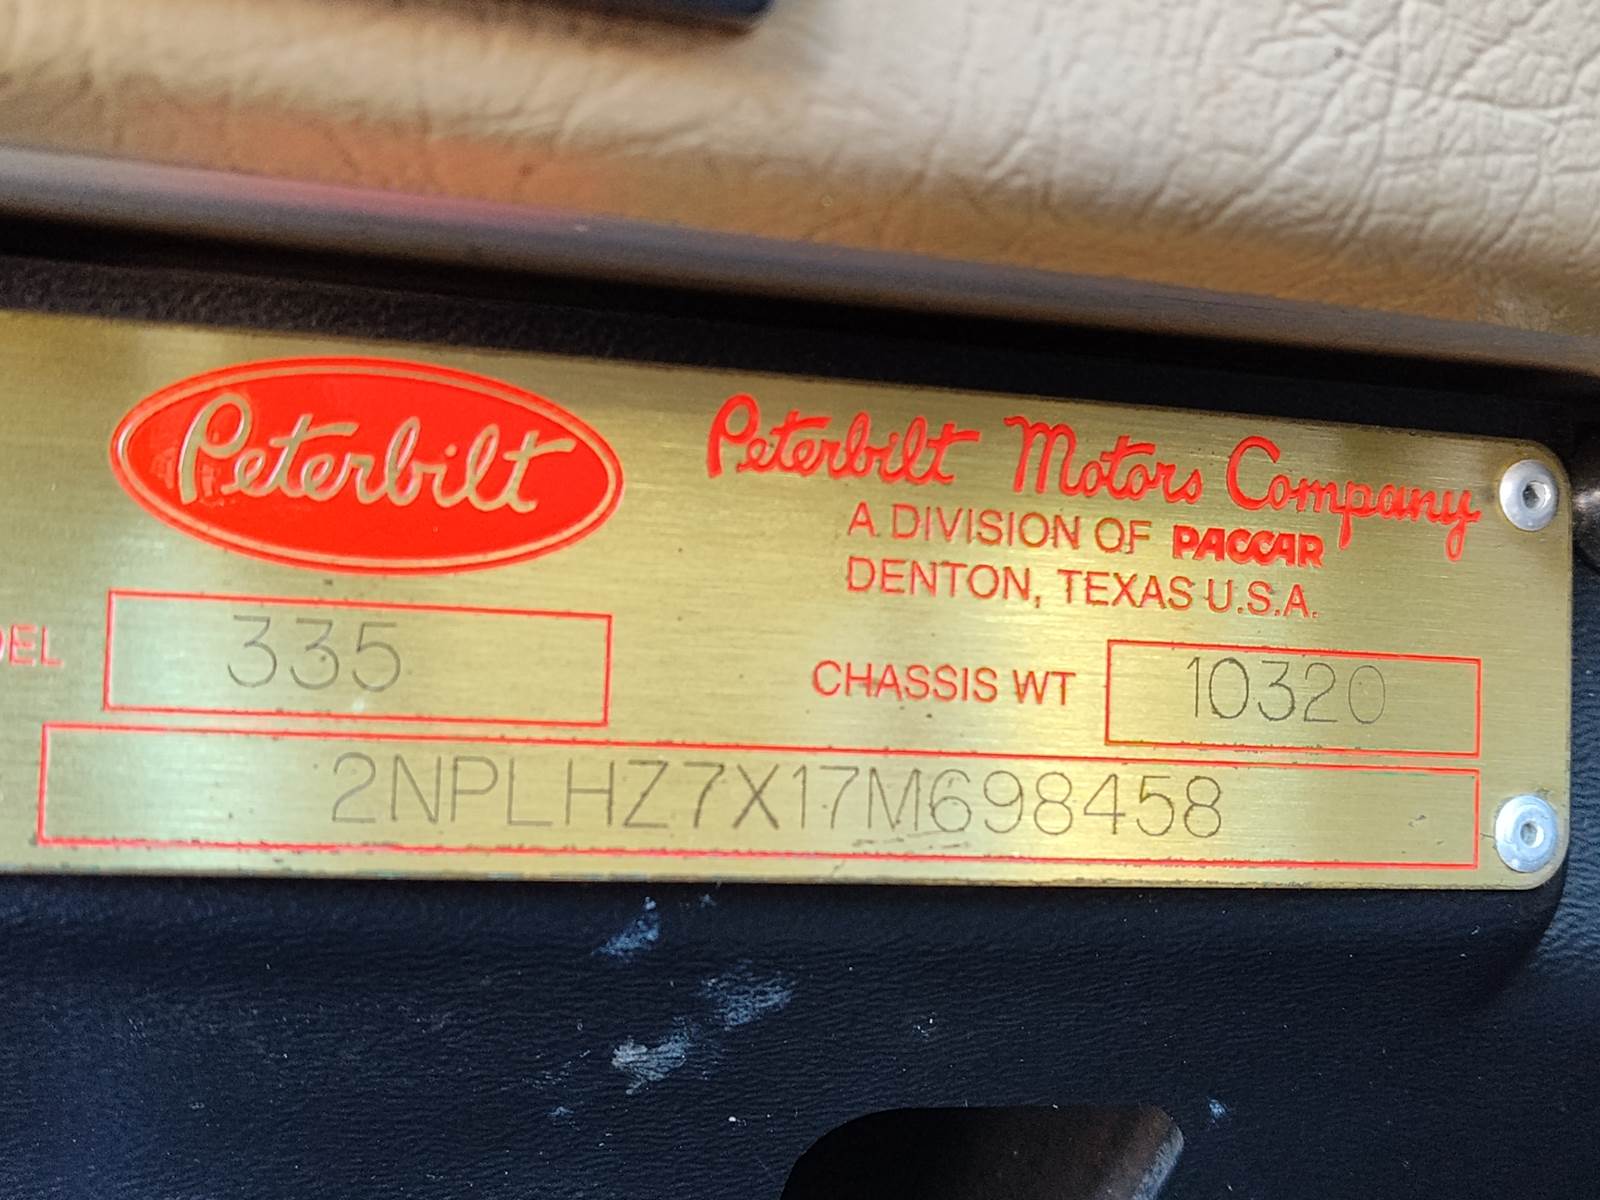 Peterbilt
Peterbilt Motors Company
A DIVISION OF PACCAR
DENTON, TEXAS U.S.A.
DEL 335
CHASSIS WT 10320
2NPLHZ7X17M698458